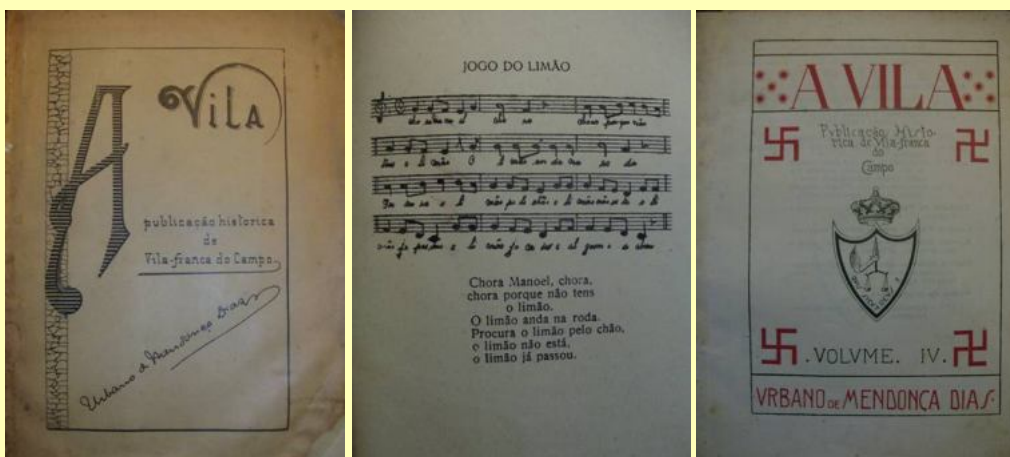 A Vila
publicação historica
de
Vila-franca do Campo
Urbano de Mendonça Dias
JOGO DO LIMÃO
Chora Manoel, chora,
chora porque não tens
o limão.
O limão anda na roda.
Procura o limão pelo chão,
o limão não está,
o limão já passou.
A VILA
Publicação Histo-
rica de Vila-franca
do
Campo
.VOLVME. IV.
VRBANO DE MENDONÇA DIAS.